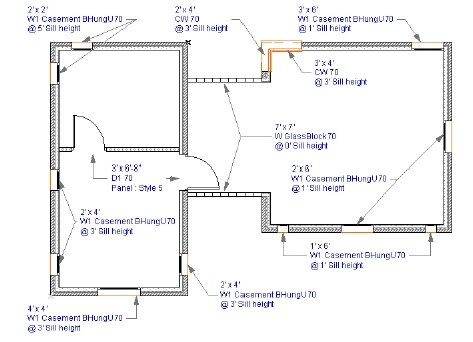 2' x 2'
W1 Casement BHungU70
@ 5' Sill height
2' x 4'
CW 70
@ 3' Sill height
3' x 6'
W1 Casement BHungU70
@ 1' Sill height
3' x 4'
CW 70
@ 3' Sill height
7' x 7'
W GlassBlock70
@ 0' Sill height
3' x 6'-8"
D1 70
Panel : Style 5
2' x 8'
W1 Casement BHungU70
@ 1' Sill height
2' x 4'
W1 Casement BHungU70
@ 3' Sill height
1' x 6'
W1 Casement BHungU70
@ 1' Sill height
2' x 4'
W1 Casement BHungU70
@ 3' Sill height
4' x 4'
W1 Casement BHungU70
@ 3' Sill height